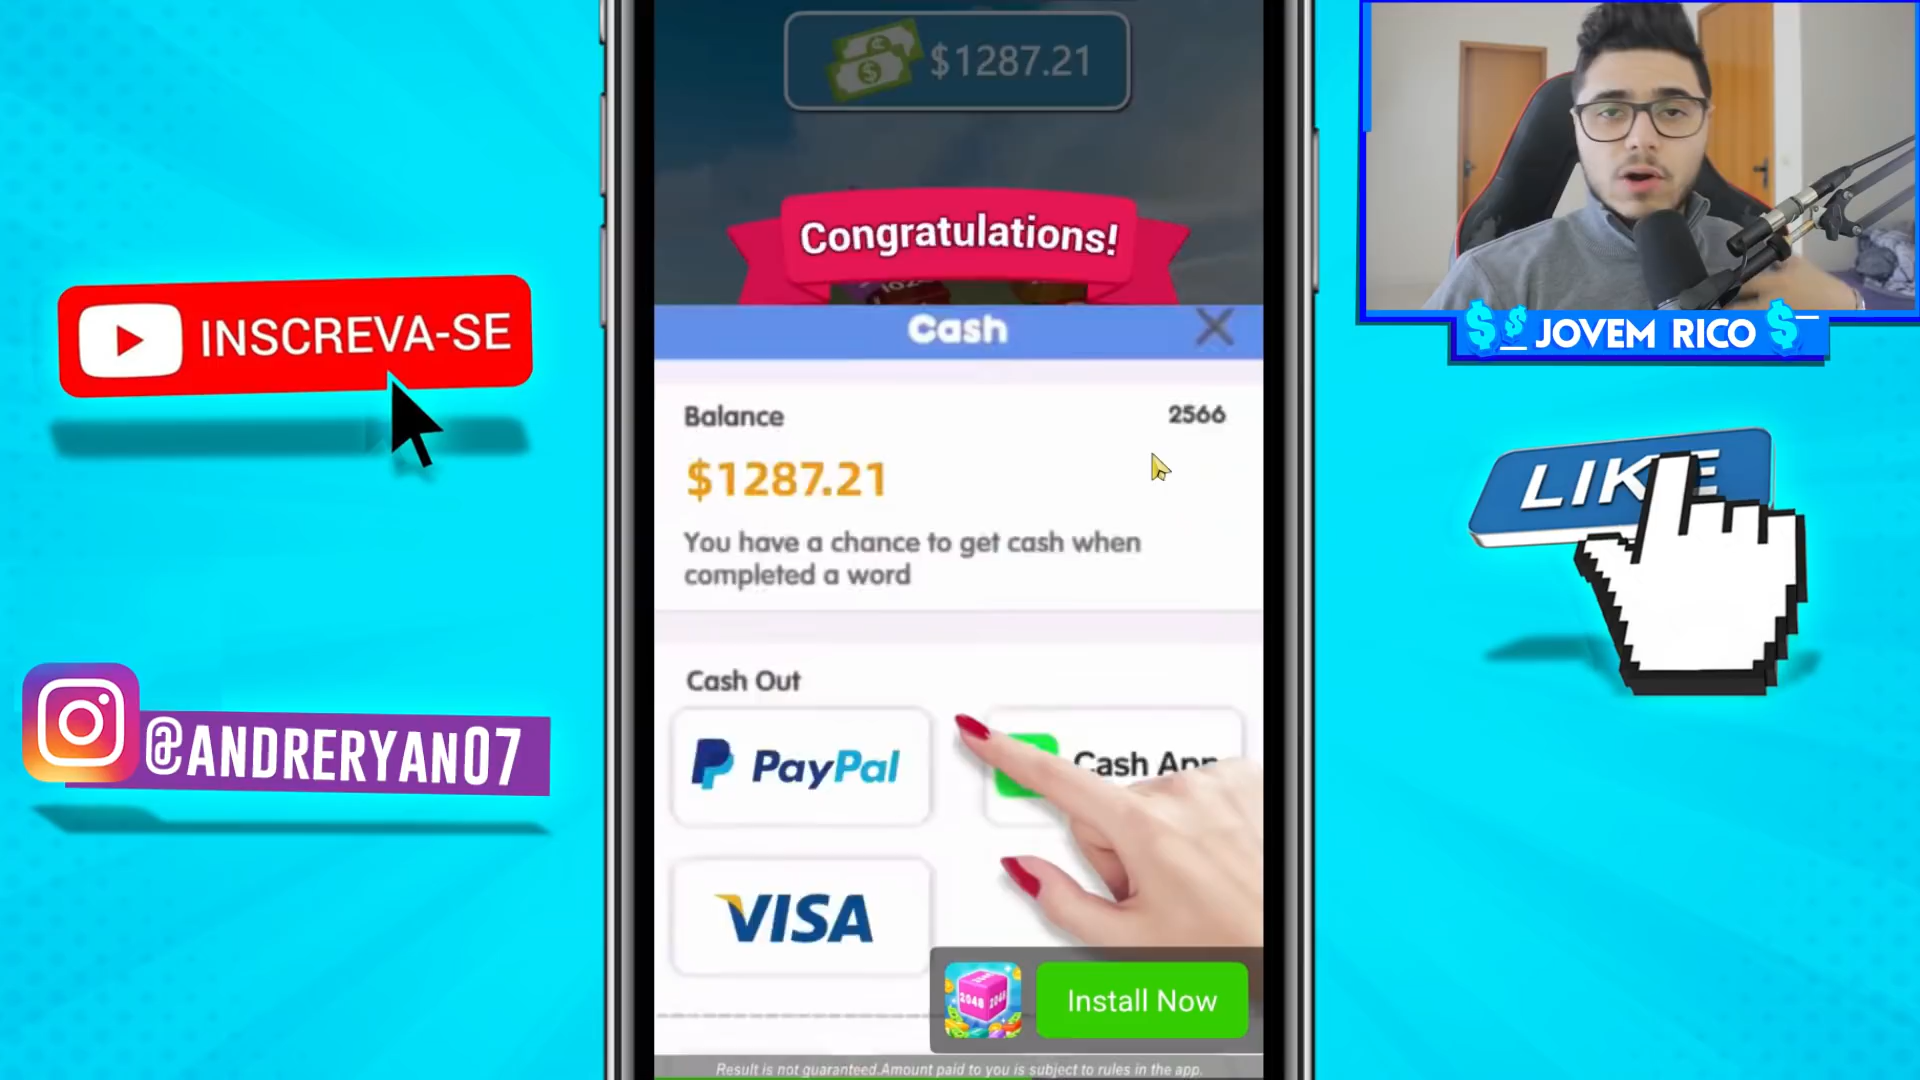 $1287.21
Congratulations!
Cash
Balance
2566
$1287.21
You have a chance to get cash when
completed a word
Cash Out
PayPal
Cash App
VISA
2048 2048
Install Now
Result is not guaranteed.Amount paid to you is subject to rules in the app.
INSCREVA-SE
@ANDRERYAN07
$ $ JOVEM RICO $
LIKE